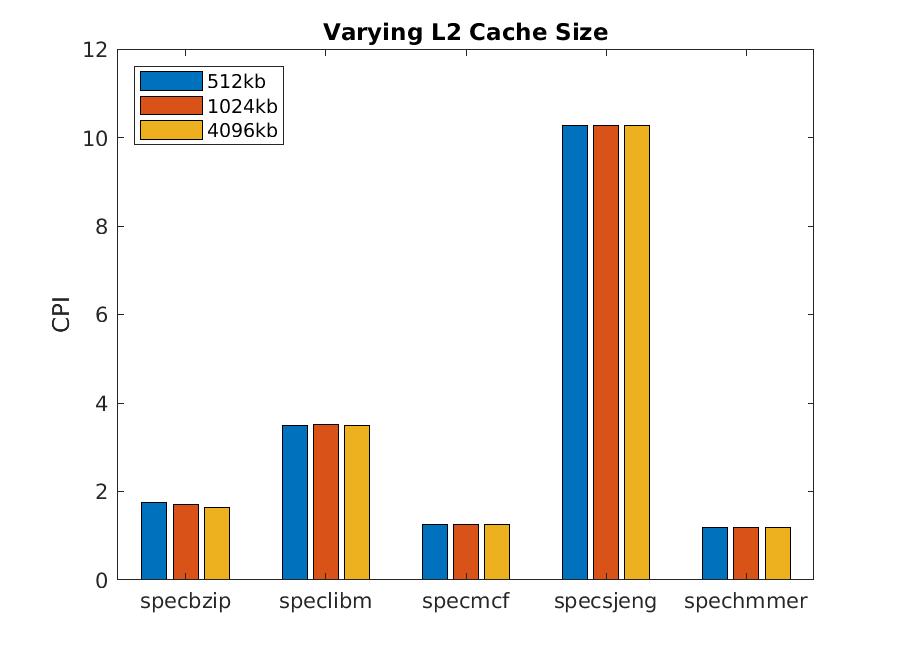 Varying L2 Cache Size
12
10
8
6
4
2
0
CPI
512kb
1024kb
4096kb
specbzip speclibm specmcf specsjeng spechmmer